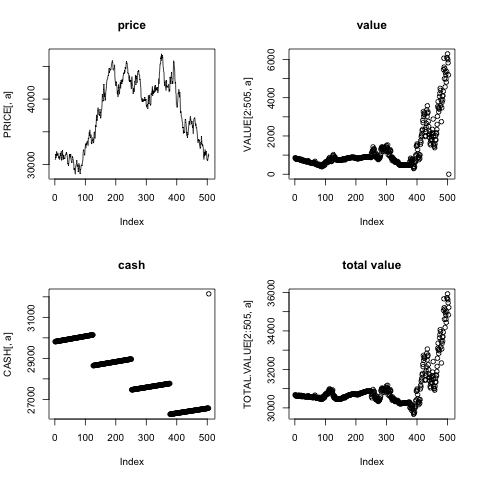 price
PRICE[, a]
30000 40000
0 100 200 300 400 500
Index
value
VALUE[2:505, a]
0 2000 4000 6000
0 100 200 300 400 500
Index
cash
CASH[, a]
27000 29000 31000
0 100 200 300 400 500
Index
total value
TOTAL.VALUE[2:505, a]
30000 32000 34000 36000
0 100 200 300 400 500
Index